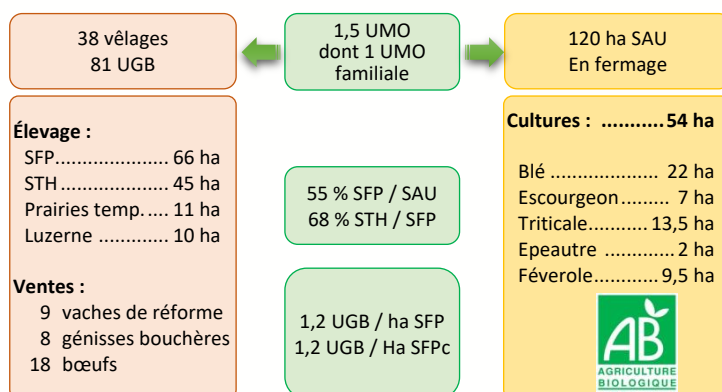 38 vêlages
81 UGB
1,5 UMO
dont 1 UMO
familiale
120 ha SAU
En fermage
Élevage :
SFP...................... 66 ha
STH ..................... 45 ha
Prairies temp. .... 11 ha
Luzerne ............. 10 ha
Ventes :
9 vaches de réforme
8 génisses bouchères
18 bœufs
55 % SFP / SAU
68 % STH / SFP
1,2 UGB / ha SFP
1,2 UGB / Ha SFPc
Cultures : ...........54 ha
Blé ..................... 22 ha
Escourgeon ......... 7 ha
Triticale ............13,5 ha
Epeautre .............. 2 ha
Féverole ............. 9,5 ha
AB
AGRICULTURE
BIOLOGIQUE